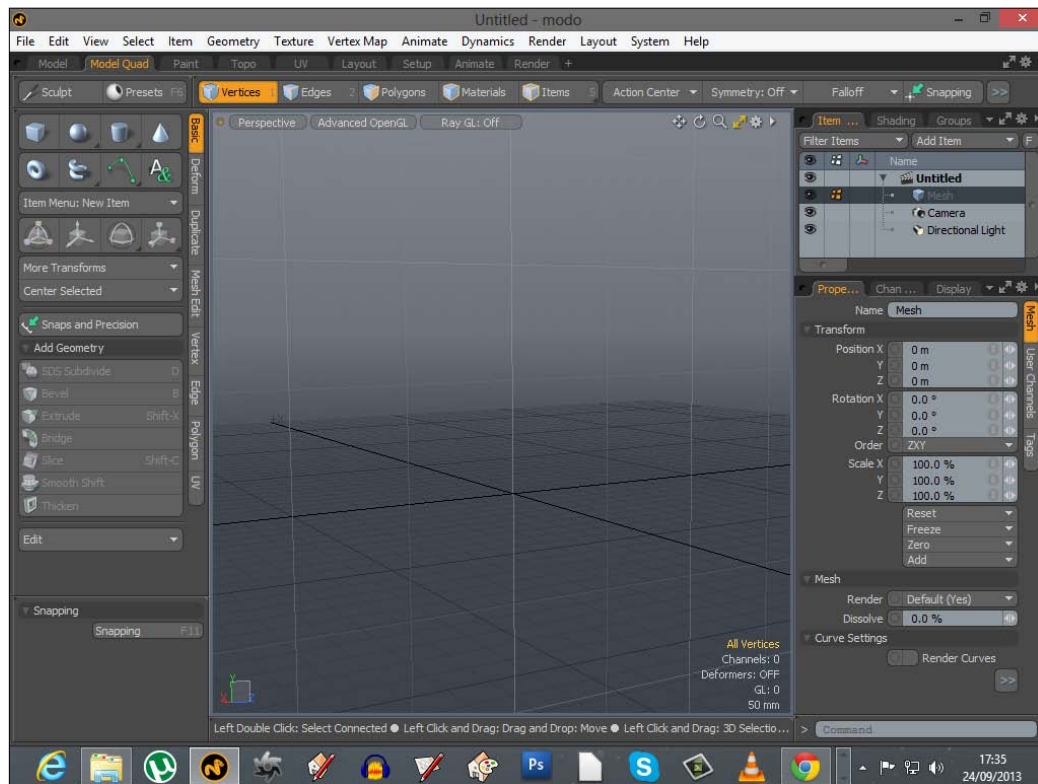 Untitled - modo
File Edit View Select Item Geometry Texture Vertex Map Animate Dynamics Render Layout System Help
Model Model Quad Paint Topo UV Layout Setup Animate Render +
Sculpt Presets F6 Vertices 1 Edges 2 Polygons Materials Items 5 Action Center Symmetry: Off Falloff Snapping >>
Basic
Deform
Duplicate
Mesh Edit
Vertex
Edge
Polygon
UV
Item Menu: New Item
More Transforms
Center Selected
Snaps and Precision
Add Geometry
SDS Subdivide D
Bevel B
Extrude Shift-X
Bridge
Slice Shift-C
Smooth Shift
Thicken
Edit
Snapping
Snapping F11
Perspective Advanced OpenGL Ray GL: Off
All Vertices
Channels: 0
Deformers: OFF
GL: 0
50 mm
Left Double Click: Select Connected ● Left Click and Drag: Drag and Drop: Move ● Left Click and Drag: 3D Selectio...
Item ... Shading Groups
Filter Items Add Item F
Name
Untitled
Mesh
Camera
Directional Light
Prope... Chan ... Display
Name Mesh
Transform
Position X 0 m
Y 0 m
Z 0 m
Rotation X 0.0 °
Y 0.0 °
Z 0.0 °
Order ZXY
Scale X 100.0 %
Y 100.0 %
Z 100.0 %
Reset
Freeze
Zero
Add
Mesh
Render Default (Yes)
Dissolve 0.0 %
Curve Settings
Render Curves
>>
Mesh
User Channels
Tags
> Command
Ps
17:35
24/09/2013